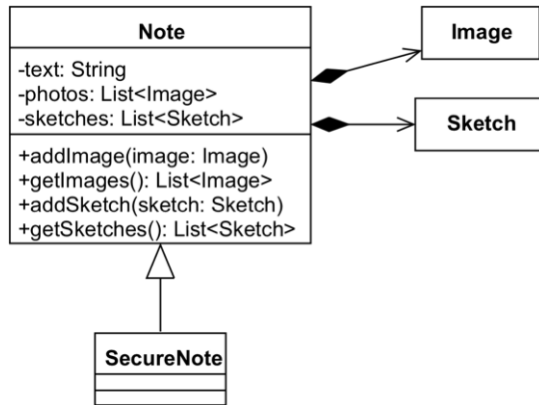 Note
-text: String
-photos: List<Image>
-sketches: List<Sketch>
+addImage(image: Image)
+getImages(): List<Image>
+addSketch(sketch: Sketch)
+getSketches(): List<Sketch>
Image
Sketch
SecureNote